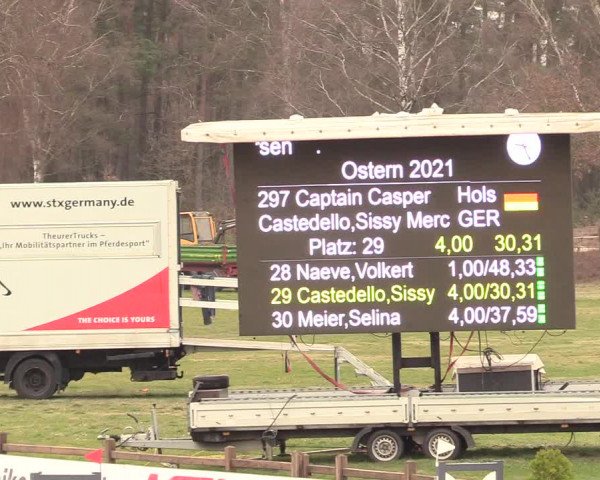 www.stxgermany.de
TheurerTrucks –
„Ihr Mobilitätspartner im Pferdesport"
THE CHOICE IS YOURS
sen
Ostern 2021
297 Captain Casper Hols
Castedello,Sissy Merc GER
Platz: 29 4,00 30,31
28 Naeve,Volkert 1,00/48,33
29 Castedello,Sissy 4,00/30,31
30 Meier,Selina 4,00/37,59